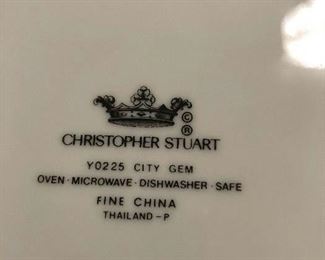 © ®
CHRISTOPHER STUART
Y0225 CITY GEM
OVEN·MICROWAVE·DISHWASHER·SAFE
FINE CHINA
THAILAND-P